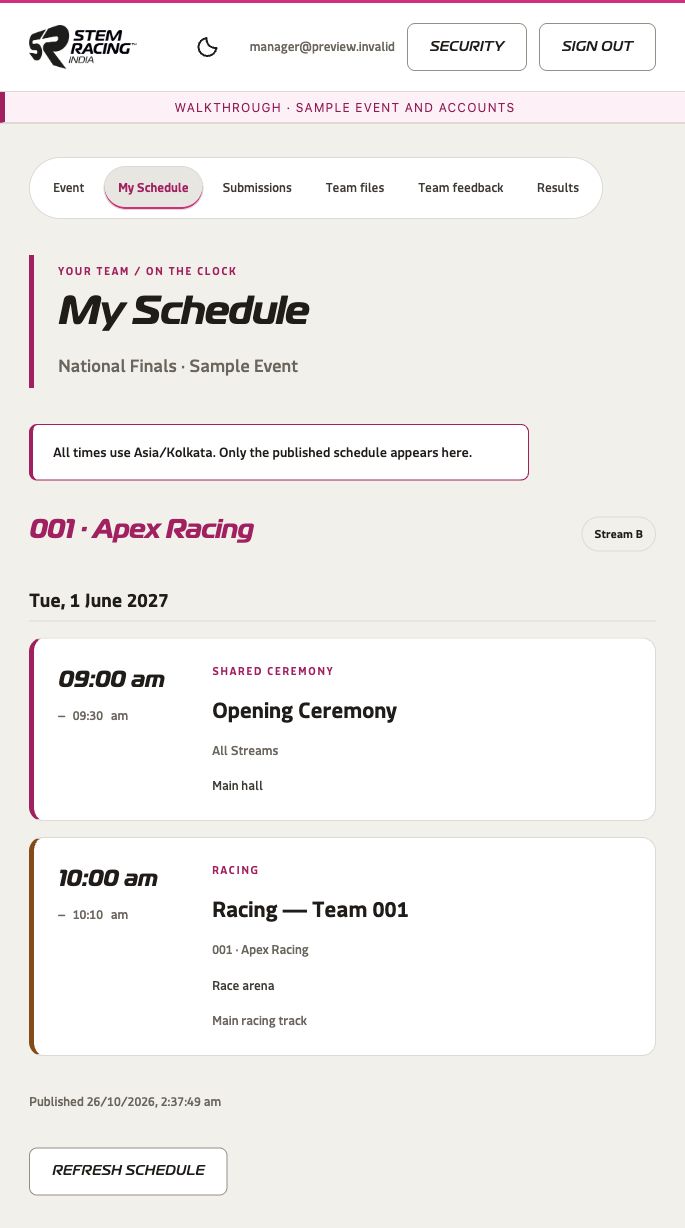 STEM
RACING™
INDIA
manager@preview.invalid
SECURITY
SIGN OUT
WALKTHROUGH · SAMPLE EVENT AND ACCOUNTS
Event
My Schedule
Submissions
Team files
Team feedback
Results
YOUR TEAM / ON THE CLOCK
My Schedule
National Finals · Sample Event
All times use Asia/Kolkata. Only the published schedule appears here.
001 · Apex Racing
Stream B
Tue, 1 June 2027
09:00 am
– 09:30 am
SHARED CEREMONY
Opening Ceremony
All Streams
Main hall
10:00 am
– 10:10 am
RACING
Racing — Team 001
001 · Apex Racing
Race arena
Main racing track
Published 26/10/2026, 2:37:49 am
REFRESH SCHEDULE